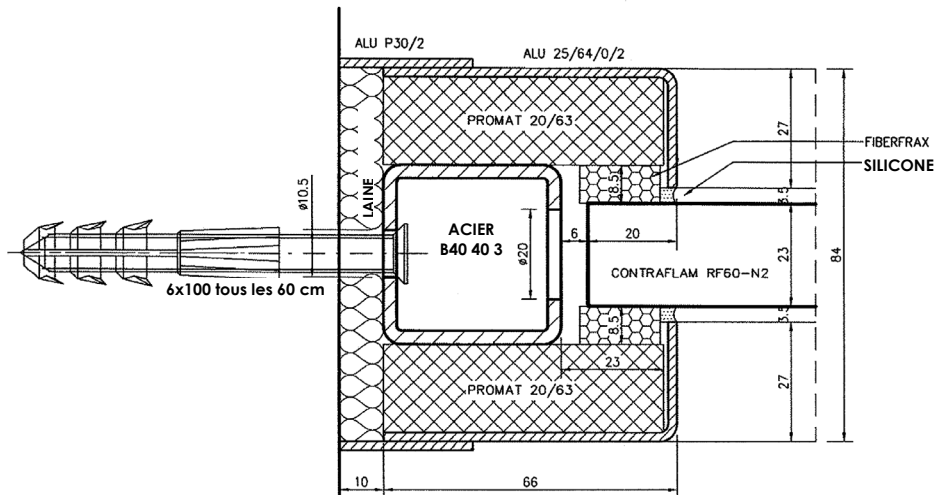 ALU P30/2
ALU 25/64/0/2
PROMAT 20/63
27
FIBERFRAX
SILICONE
8.5
3.5
LAINE
ø10.5
ACIER
B40 40 3
ø20
6
20
23
84
CONTRAFLAM RF60-N2
6x100 tous les 60 cm
8.5
3.5
23
PROMAT 20/63
27
10
66